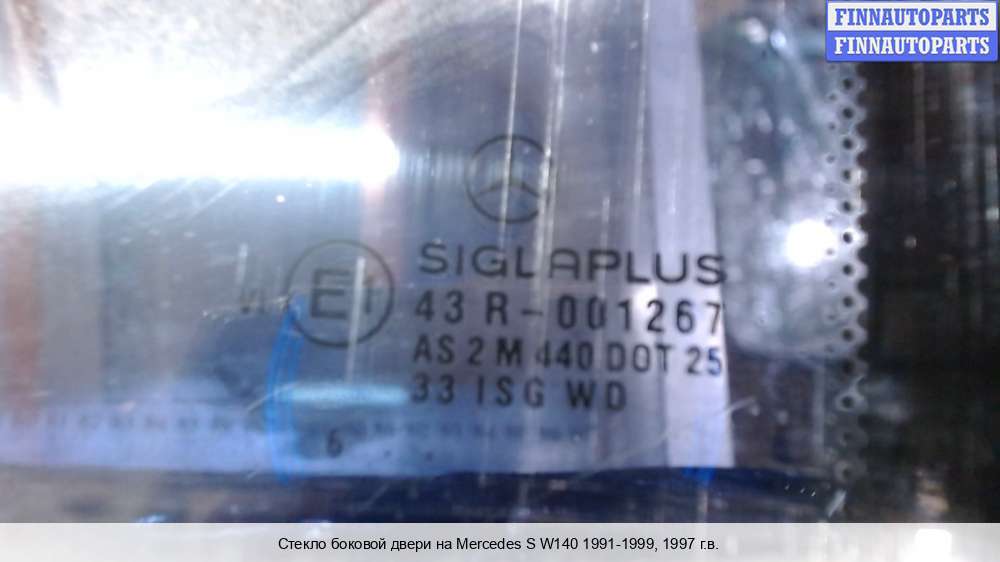 FINNAUTOPARTS
FINNAUTOPARTS
SIGLAPLUS
E1
43 R-001267
AS 2 M 440 DOT 25
33 ISG WD
6
Стекло боковой двери на Mercedes S W140 1991-1999, 1997 г.в.